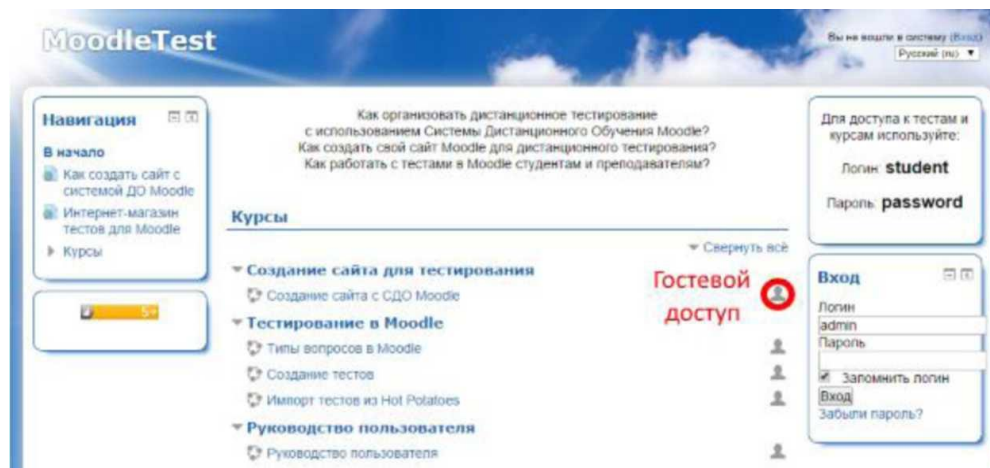 MoodleTest
Вы не вошли в систему (Вход)
Русский (ru)
Навигация
В начало
Как создать сайт с
системой ДО Moodle
Интернет-магазин
тестов для Moodle
Курсы
5+
Как организовать дистанционное тестирование
с использованием Системы Дистанционного Обучения Moodle?
Как создать свой сайт Moodle для дистанционного тестирования?
Как работать с тестами в Moodle студентам и преподавателям?
Курсы
Свернуть всё
Создание сайта для тестирования
Создание сайта с СДО Moodle
Гостевой
доступ
Тестирование в Moodle
Типы вопросов в Moodle
Создание тестов
Импорт тестов из Hot Potatoes
Руководство пользователя
Руководство пользователя
Для доступа к тестам и
курсам используйте:
Логин: student
Пароль: password
Вход
Логин
admin
Пароль
Запомнить логин
Вход
Забыли пароль?